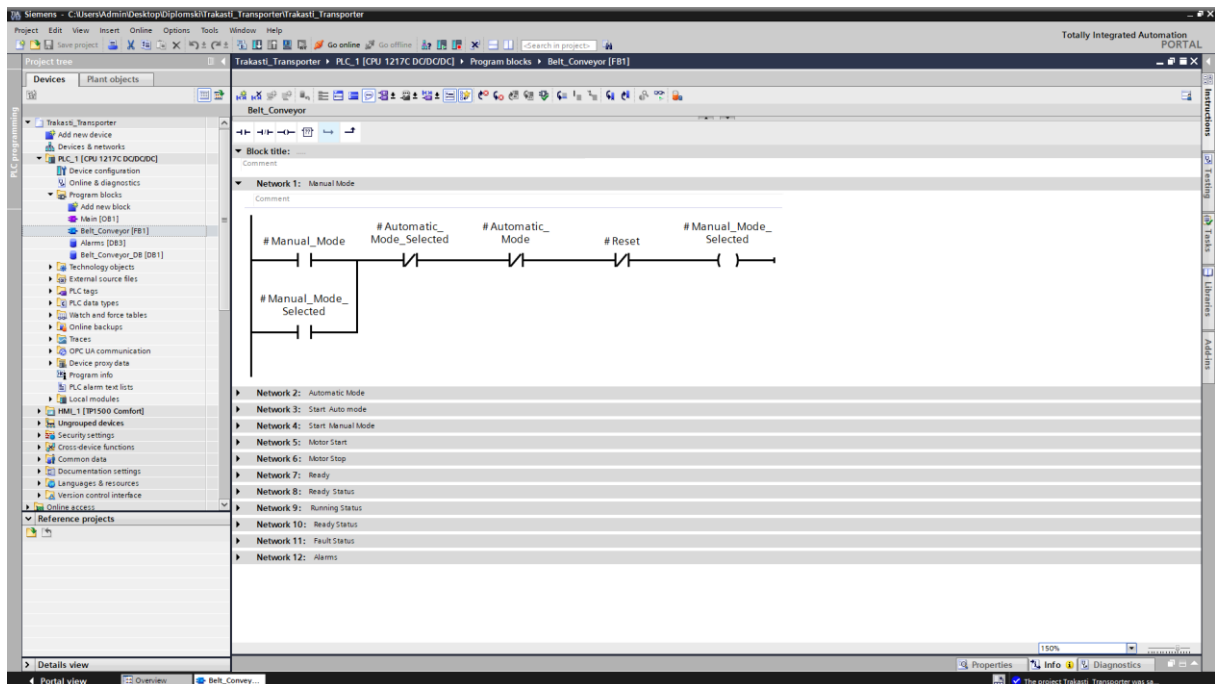 Siemens - C:\Users\Admin\Desktop\Diplomski\Trakasti_Transporter\Trakasti_Transporter
Project Edit View Insert Online Options Tools Window Help
Totally Integrated Automation
PORTAL
Save project Go online Go offline <Search in project>
Project tree
Trakasti_Transporter PLC_1 [CPU 1217C DC/DC/DC] Program blocks Belt_Conveyor [FB1]
Devices Plant objects
PLC programming
Belt_Conveyor
Trakasti_Transporter
Add new device
Devices & networks
PLC_1 [CPU 1217C DC/DC/DC]
Device configuration
Online & diagnostics
Program blocks
Add new block
Main [OB1]
Belt_Conveyor [FB1]
Alarms [DB3]
Belt_Conveyor_DB [DB1]
Technology objects
External source files
PLC tags
PLC data types
Watch and force tables
Online backups
Traces
OPC UA communication
Device proxy data
Program info
PLC alarm text lists
Local modules
HMI_1 [TP1500 Comfort]
Ungrouped devices
Security settings
Cross-device functions
Common data
Documentation settings
Languages & resources
Version control interface
Online access
Reference projects
Details view
Block title: .....
Comment
Network 1: Manual Mode
Comment
#Manual_Mode
#Automatic_
Mode_Selected
#Automatic_
Mode
#Reset
#Manual_Mode_
Selected
#Manual_Mode_
Selected
Network 2: Automatic Mode
Network 3: Start Auto mode
Network 4: Start Manual Mode
Network 5: Motor Start
Network 6: Motor Stop
Network 7: Ready
Network 8: Ready Status
Network 9: Running Status
Network 10: Ready Status
Network 11: Fault Status
Network 12: Alarms
Instructions
Testing
Tasks
Libraries
Add-ins
150%
Properties Info Diagnostics
Portal view Overview Belt_Convey...
The project Trakasti_Transporter was sa...